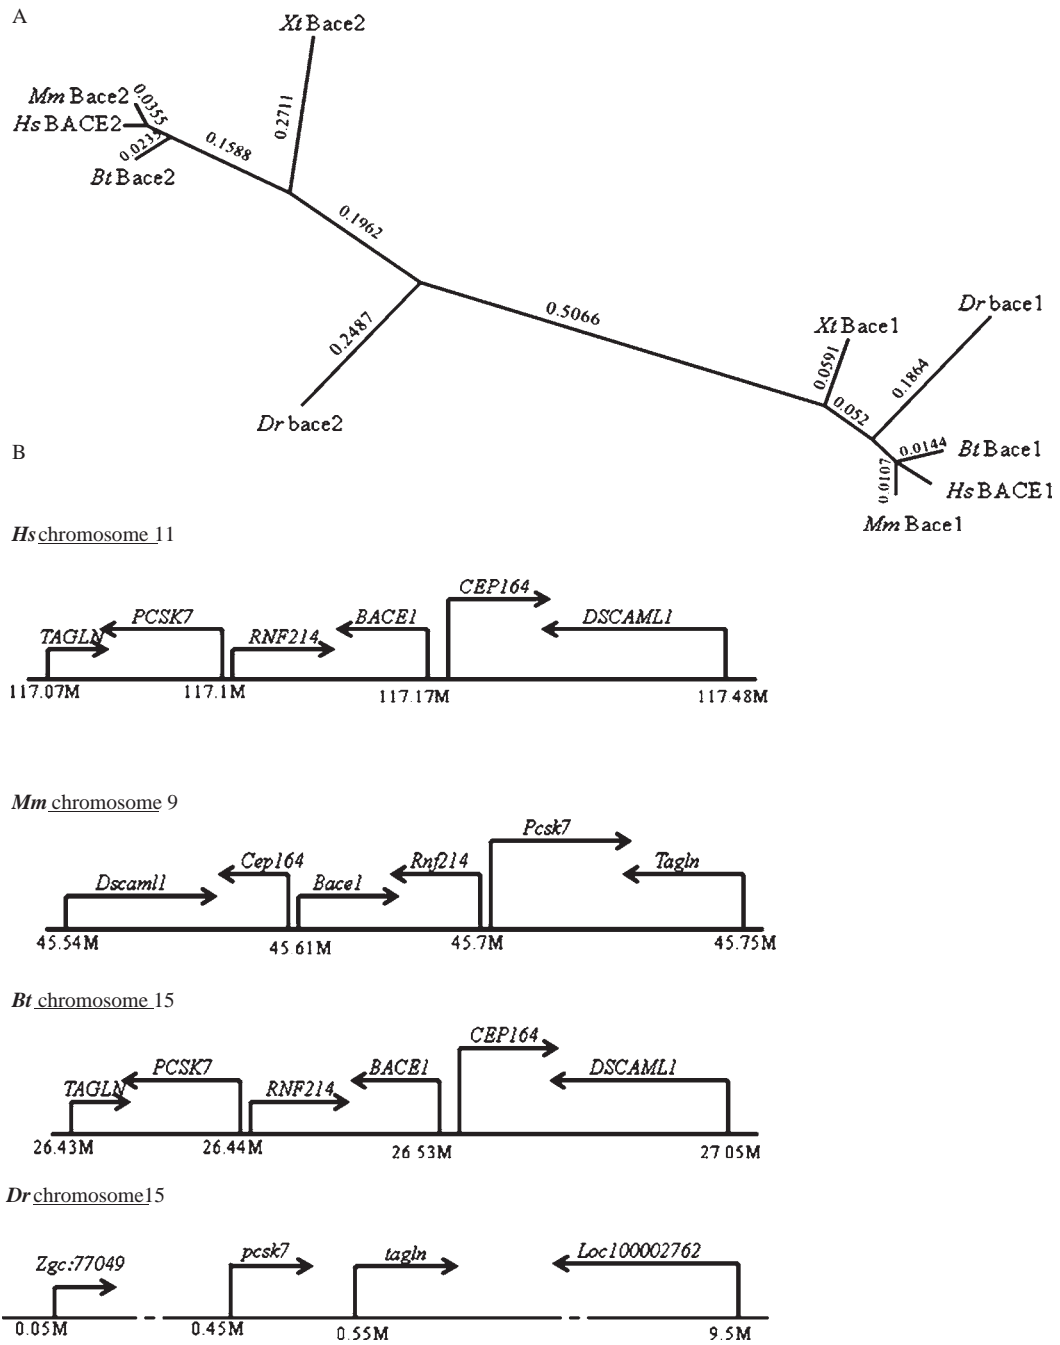 A
Xt Bace2
Mm Bace2
0.0355
Hs BACE2
0.0235
Bt Bace2
0.1588
0.2711
0.1962
0.2487
Dr bace2
0.5066
Xt Bace1
Dr bace1
0.0591
0.1864
0.052
0.0144
Bt Bace1
0.0107
Hs BACE1
Mm Bace1
B
Hs chromosome 11
CEP164
TAGLN PCSK7 RNF214 BACE1 DSCAML1
117.07M 117.1M 117.17M 117.48M
Mm chromosome 9
Pcsk7
Dscaml1 Cep164 Bace1 Rnf214 Tagln
45.54M 45.61M 45.7M 45.75M
Bt chromosome 15
CEP164
TAGLN PCSK7 RNF214 BACE1 DSCAML1
26.43M 26.44M 26.53M 27.05M
Dr chromosome15
Zgc:77049 pcsk7 tagln Loc100002762
0.05M 0.45M 0.55M 9.5M